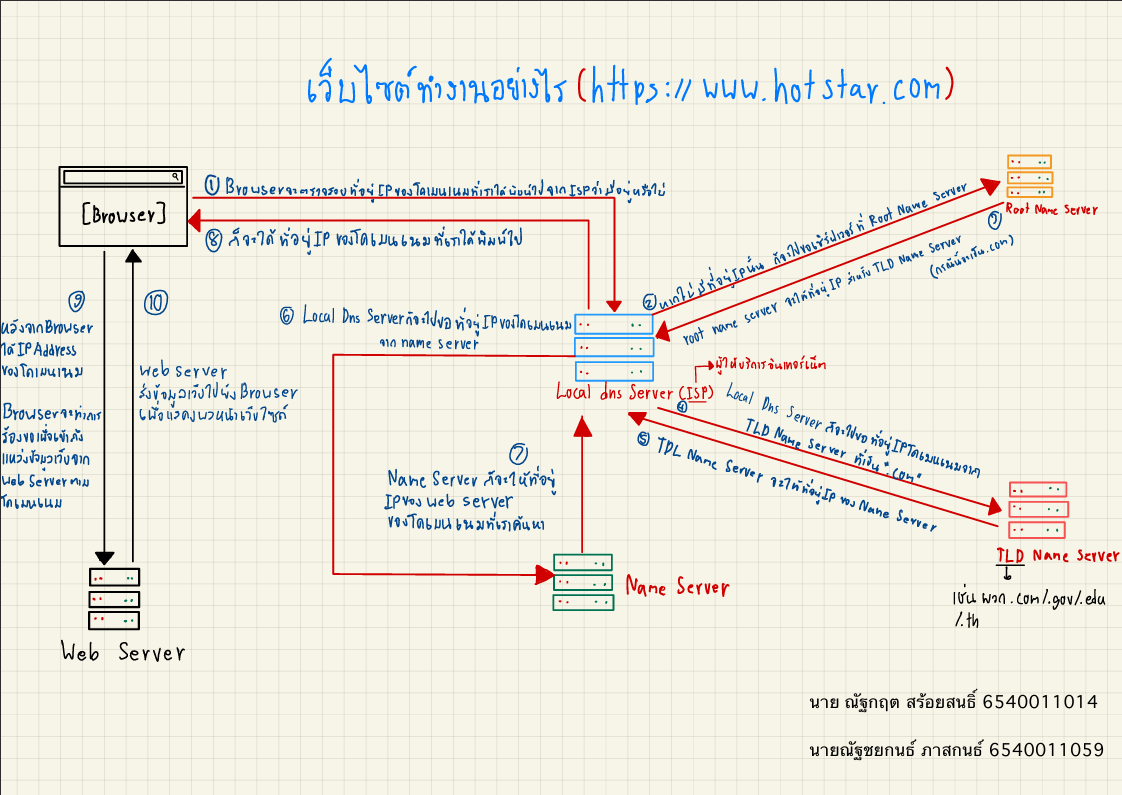 เว็บไซต์ทำงานอย่างไร (https://www.hotstar.com)
[Browser]
① Browserจะตรวจสอบที่อยู่ IP ของโดเมนเนมที่เราได้พิมพ์ไป จาก ISPว่ามีอยู่หรือไม่
⑧ ก็จะได้ ที่อยู่ IP ของโดเมนเนมที่เราได้พิมพ์ไป
② หากไม่มีที่อยู่ IPนั้น ก็จะไปขอเซิร์ฟเวอร์ที่ Root Name Server
Root Name Server
③
root name server จะให้ที่อยู่ IP สำหรับ TLD Name Server
(กรณีนี้จะเป็น.com)
⑥ Local Dns Serverก็จะไปขอ ที่อยู่ IPของโดเมนเนม
จาก name server
Local dns Server (ISP)
ผู้ให้บริการอินเทอร์เน็ต
④ Local Dns Server ก็จะไปขอ ที่อยู่ IPโดเมนเนมจาก
TLD Name Server ที่เป็น "com"
⑤ TDL Name Server จะให้ที่อยู่ Ip ของ Name Server
TLD Name Server
เช่น พวก .com/.gov/.edu
/.th
⑦
Name Server ก็จะให้ที่อยู่
IPของ web server
ของโดเมนเนมที่เราค้นหา
Name Server
⑨
หลังจากBrowser
ได้ IP Address
ของโดเมนเนม
Browserจะทำการ
ร้องขอเพื่อเข้าถึง
แหล่งข้อมูลเว็บจาก
web Serverตาม
โดเมนเนม
⑩
web server
ส่งข้อมูลเว็บไปยัง Browser
เพื่อแสดงผลหน้าเว็บไซต์
Web Server
นาย ณัฐกฤต สร้อยสนธิ์ 6540011014
นายณัฐชยกนธ์ ภาสกนธ์ 6540011059